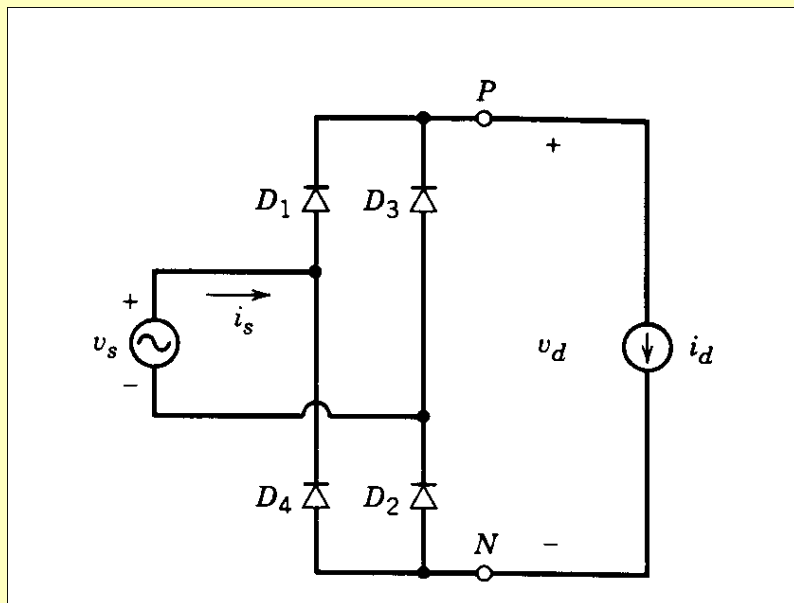 P
+
D1 D3
+
is
vs
vd
id
−
D4 D2
N
−